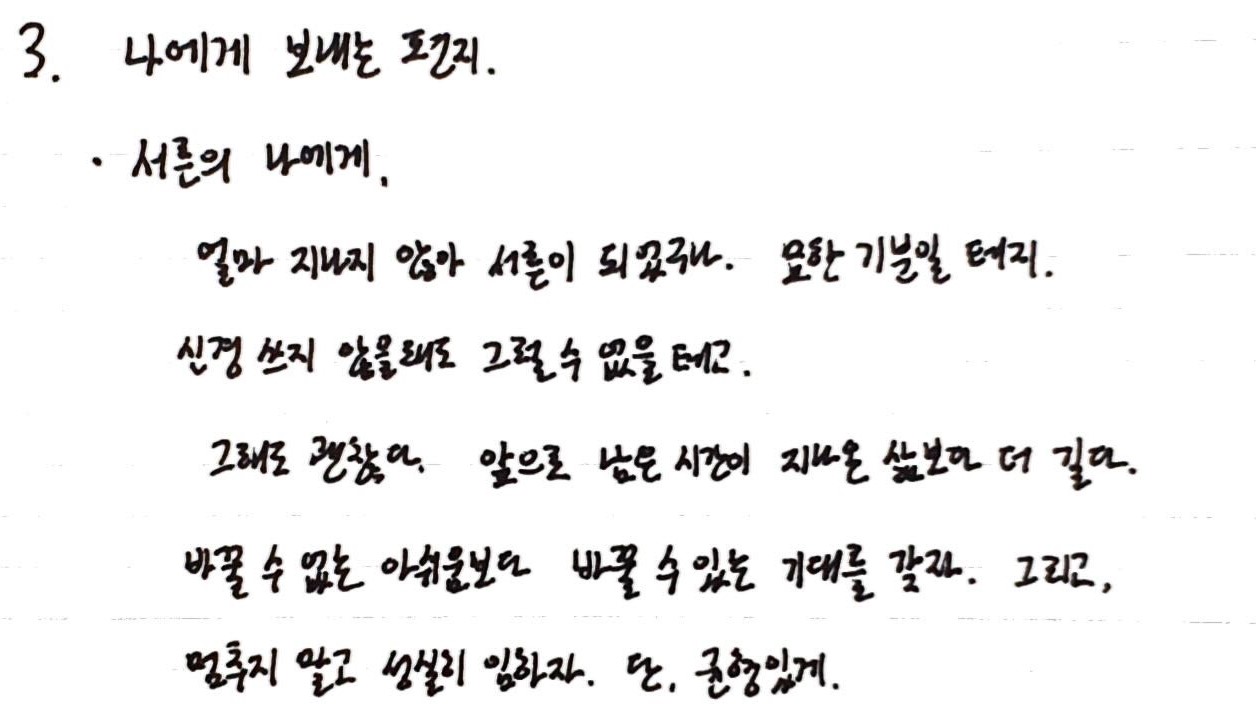 3. 나에게 보내는 편지.
· 서른의 나에게.
얼마 지나지 않아 서른이 되었구나. 묘한 기분일 테지.
신경 쓰지 않을래도 그럴 수 없을 테고.
그래도 괜찮다. 앞으로 남은 시간이 지나온 삶보다 더 길다.
바꿀 수 없는 아쉬움보다 바꿀 수 있는 기대를 갖자. 그리고,
멈추지 말고 성실히 임하자. 단, 균형있게.